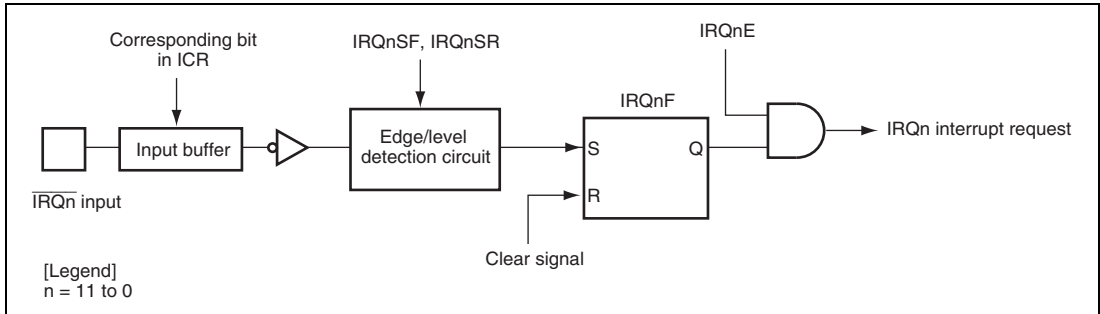 Corresponding bit
in ICR
IRQnSF, IRQnSR
IRQnE
IRQnF
Input buffer
Edge/level
detection circuit
S
Q
R
IRQn interrupt request
I̅R̅Q̅n̅ input
Clear signal
[Legend]
n = 11 to 0